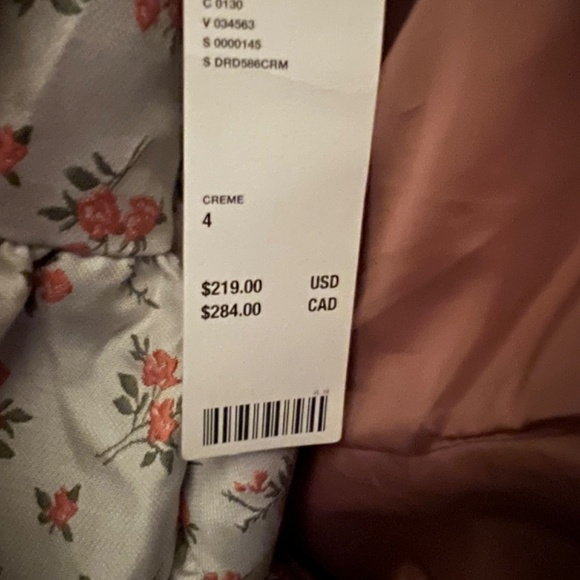 C 0130
V 034563
S 0000145
S DRD586CRM
CREME
4
$219.00 USD
$284.00 CAD